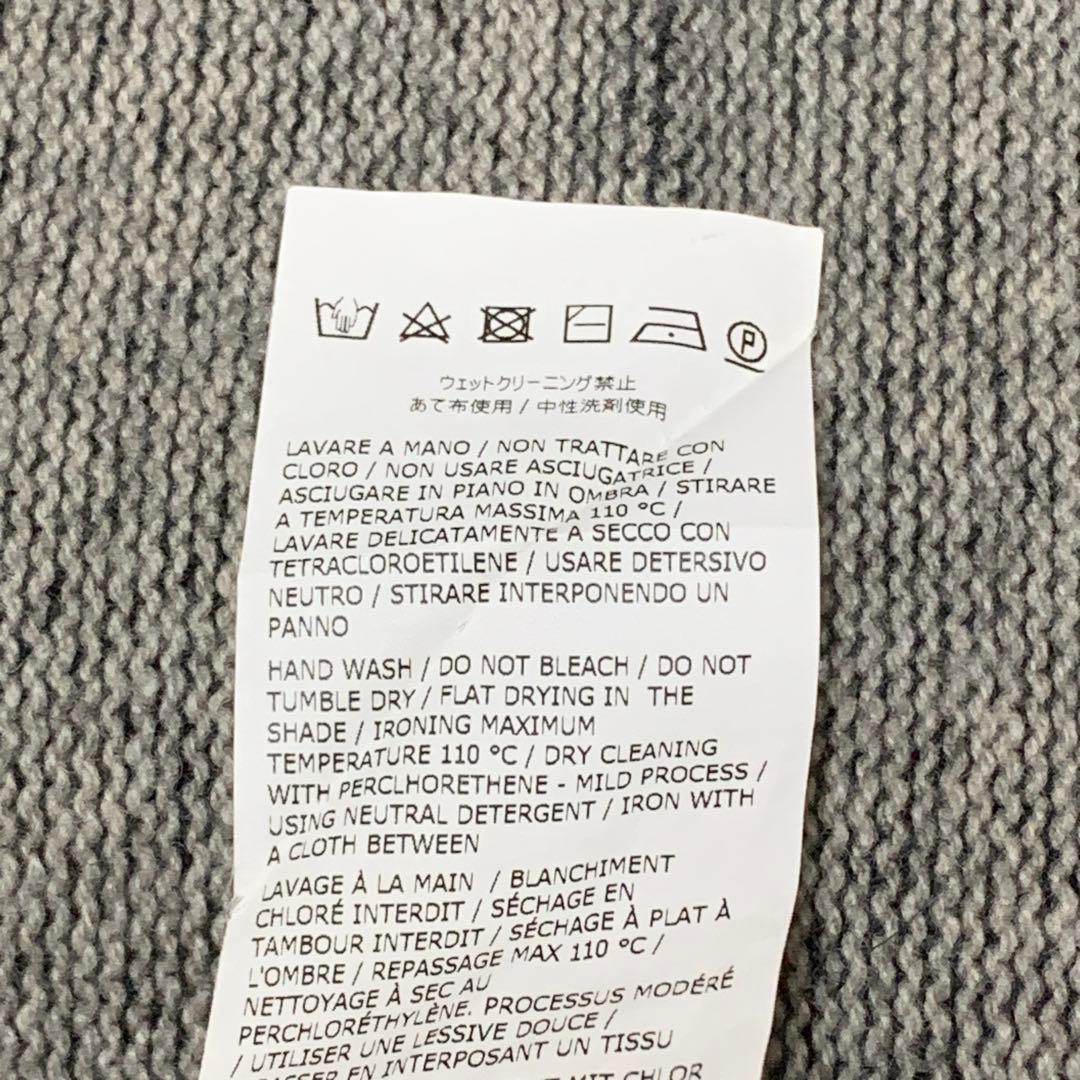 P
ウェットクリーニング禁止
あて布使用 / 中性洗剤使用
LAVARE A MANO / NON TRATTARE CON
CLORO / NON USARE ASCIUGATRICE /
ASCIUGARE IN PIANO IN OMBRA / STIRARE
A TEMPERATURA MASSIMA 110 °C /
LAVARE DELICATAMENTE A SECCO CON
TETRACLOROETILENE / USARE DETERSIVO
NEUTRO / STIRARE INTERPONENDO UN
PANNO
HAND WASH / DO NOT BLEACH / DO NOT
TUMBLE DRY / FLAT DRYING IN THE
SHADE / IRONING MAXIMUM
TEMPERATURE 110 °C / DRY CLEANING
WITH PERCLHORETHENE - MILD PROCESS /
USING NEUTRAL DETERGENT / IRON WITH
A CLOTH BETWEEN
LAVAGE À LA MAIN / BLANCHIMENT
CHLORÉ INTERDIT / SÉCHAGE EN
TAMBOUR INTERDIT / SÉCHAGE À PLAT À
L'OMBRE / REPASSAGE MAX 110 °C /
NETTOYAGE À SEC AU
PERCHLORÉTHYLÈNE. PROCESSUS MODÉRÉ
/ UTILISER UNE LESSIVE DOUCE /
EN INTERPOSANT UN TISSU
MIT CHLOR